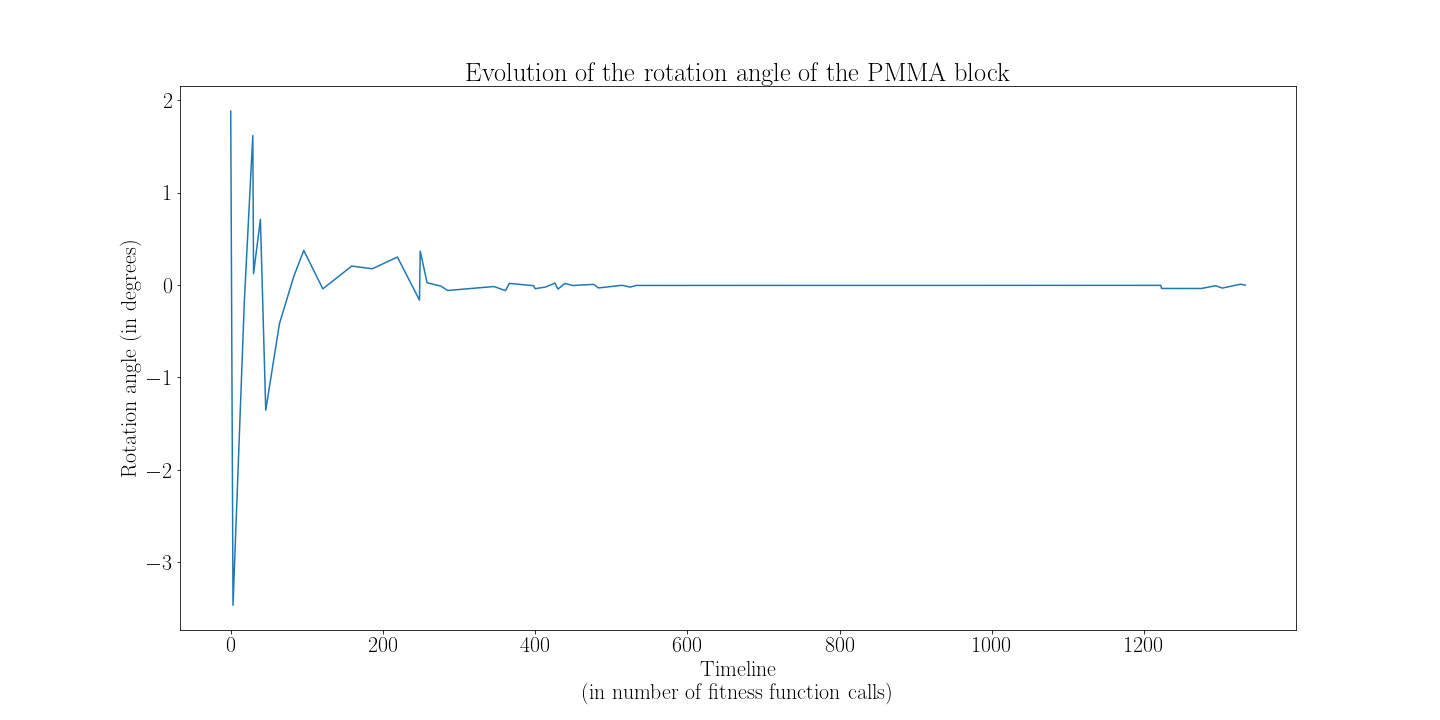 Evolution of the rotation angle of the PMMA block
Rotation angle (in degrees)
2
1
0
−1
−2
−3
0 200 400 600 800 1000 1200
Timeline
(in number of fitness function calls)